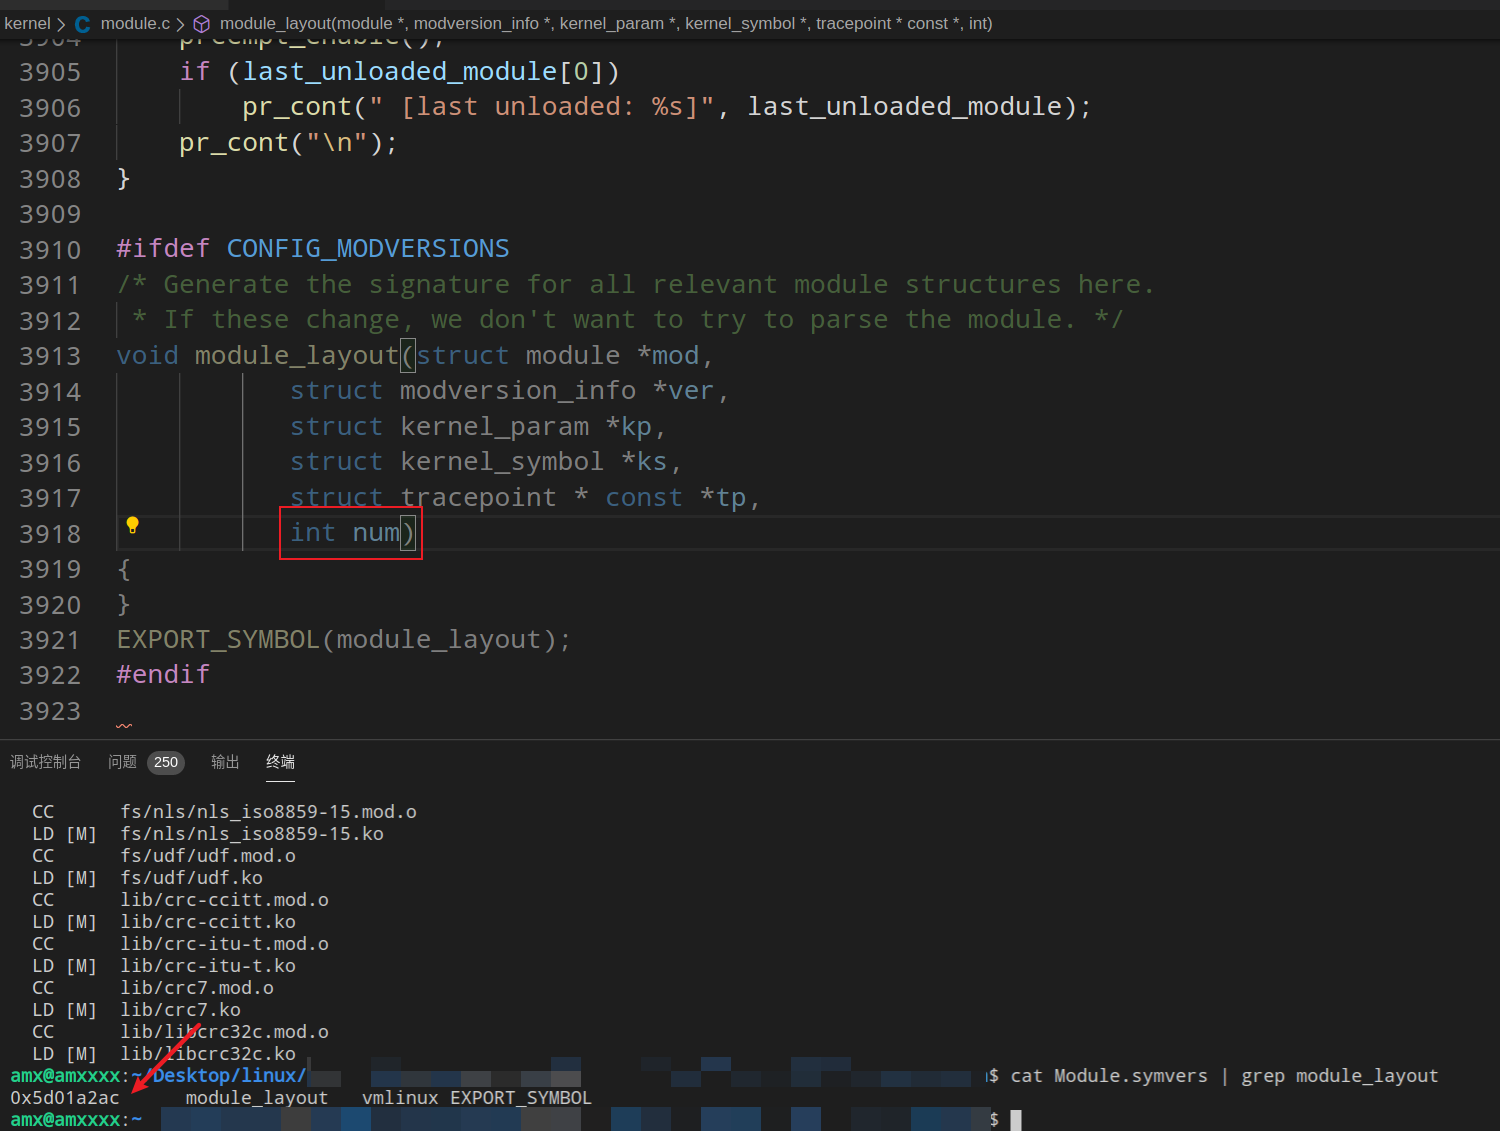 kernel > C module.c > module_layout(module *, modversion_info *, kernel_param *, kernel_symbol *, tracepoint * const *, int)
3904 preempt_enable();
3905 if (last_unloaded_module[0])
3906 pr_cont(" [last unloaded: %s]", last_unloaded_module);
3907 pr_cont("\n");
3908 }
3909
3910 #ifdef CONFIG_MODVERSIONS
3911 /* Generate the signature for all relevant module structures here.
3912 * If these change, we don't want to try to parse the module. */
3913 void module_layout(struct module *mod,
3914 struct modversion_info *ver,
3915 struct kernel_param *kp,
3916 struct kernel_symbol *ks,
3917 struct tracepoint * const *tp,
3918 int num)
3919 {
3920 }
3921 EXPORT_SYMBOL(module_layout);
3922 #endif
3923
调试控制台 问题 250 输出 终端
CC fs/nls/nls_iso8859-15.mod.o
LD [M] fs/nls/nls_iso8859-15.ko
CC fs/udf/udf.mod.o
LD [M] fs/udf/udf.ko
CC lib/crc-ccitt.mod.o
LD [M] lib/crc-ccitt.ko
CC lib/crc-itu-t.mod.o
LD [M] lib/crc-itu-t.ko
CC lib/crc7.mod.o
LD [M] lib/crc7.ko
CC lib/libcrc32c.mod.o
LD [M] lib/libcrc32c.ko
amx@amxxxx:~/Desktop/linux/ $ cat Module.symvers | grep module_layout
0x5d01a2ac module_layout vmlinux EXPORT_SYMBOL
amx@amxxxx:~ $